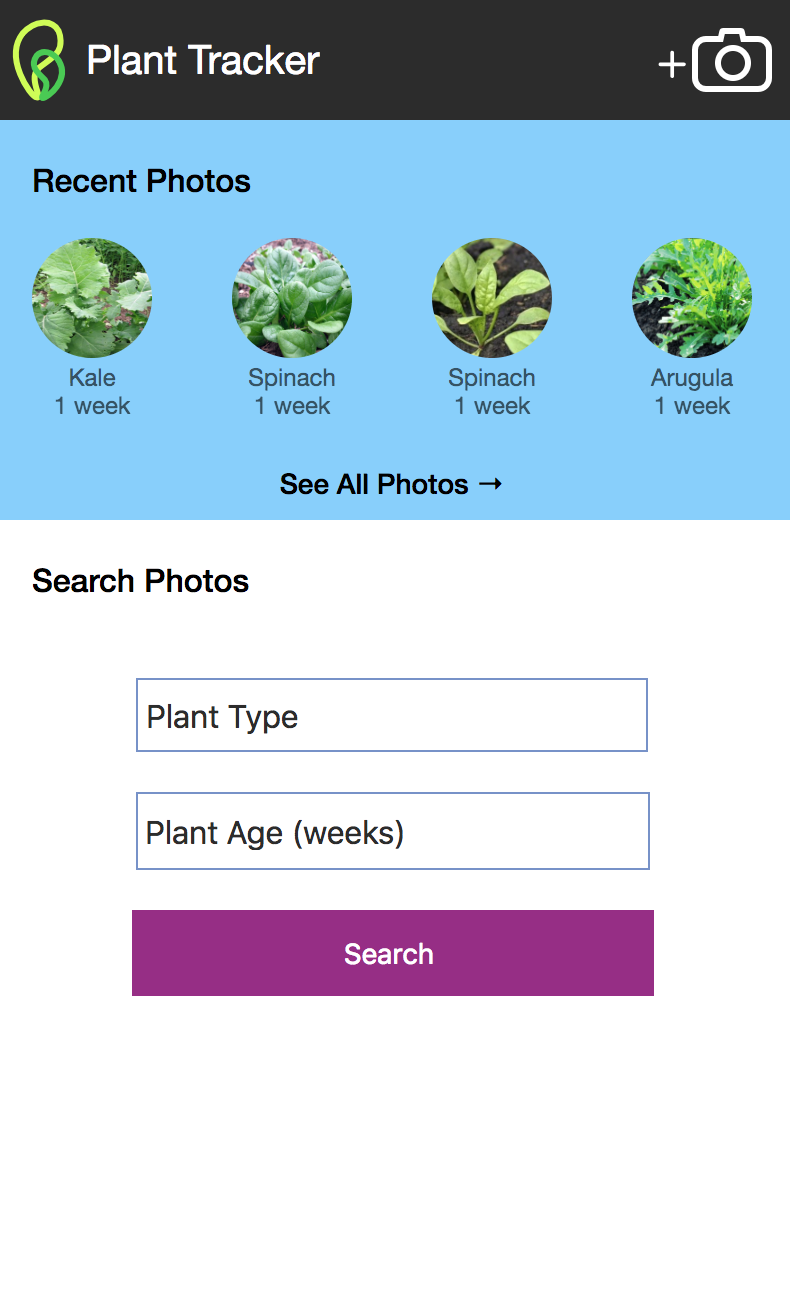 Plant Tracker
+
Recent Photos
Kale
1 week
Spinach
1 week
Spinach
1 week
Arugula
1 week
See All Photos →
Search Photos
Plant Type
Plant Age (weeks)
Search